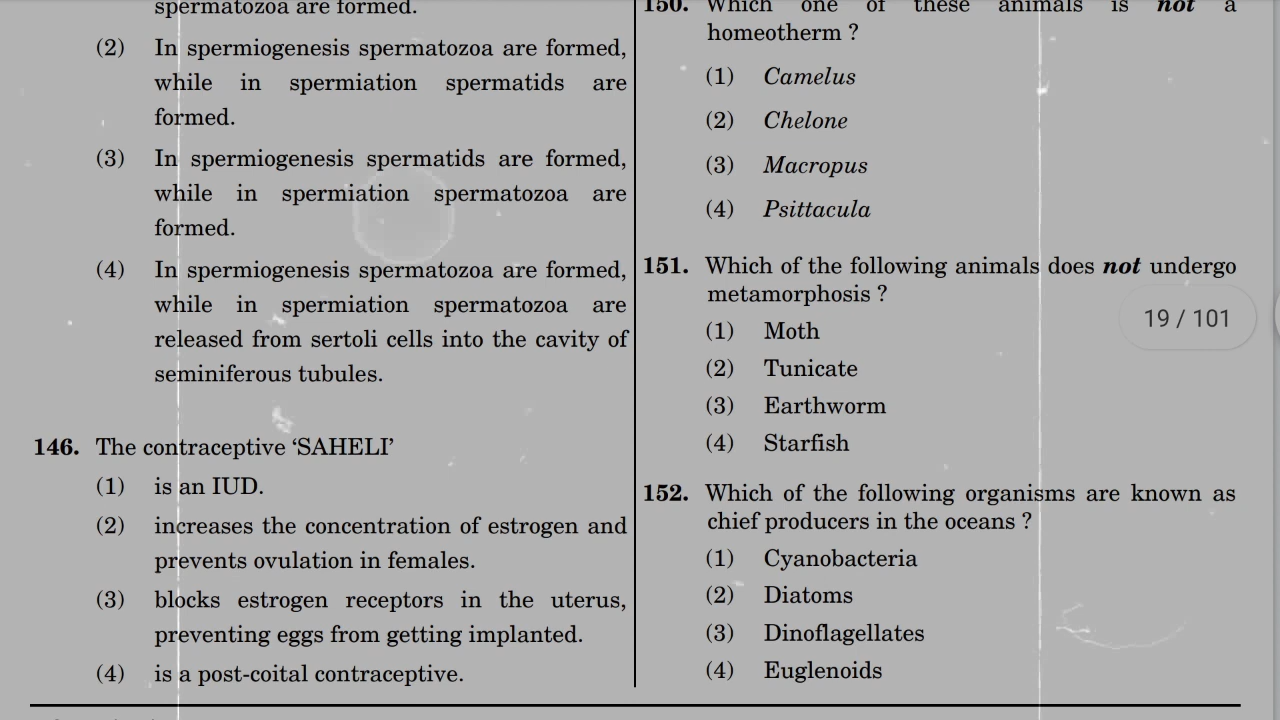 spermatozoa are formed.
(2) In spermiogenesis spermatozoa are formed,
while in spermiation spermatids are
formed.
(3) In spermiogenesis spermatids are formed,
while in spermiation spermatozoa are
formed.
(4) In spermiogenesis spermatozoa are formed,
while in spermiation spermatozoa are
released from sertoli cells into the cavity of
seminiferous tubules.
146. The contraceptive ‘SAHELI’
(1) is an IUD.
(2) increases the concentration of estrogen and
prevents ovulation in females.
(3) blocks estrogen receptors in the uterus,
preventing eggs from getting implanted.
(4) is a post-coital contraceptive.
150. Which one of these animals is not a
homeotherm ?
(1) Camelus
(2) Chelone
(3) Macropus
(4) Psittacula
151. Which of the following animals does not undergo
metamorphosis ?
(1) Moth
(2) Tunicate
(3) Earthworm
(4) Starfish
19 / 101
152. Which of the following organisms are known as
chief producers in the oceans ?
(1) Cyanobacteria
(2) Diatoms
(3) Dinoflagellates
(4) Euglenoids